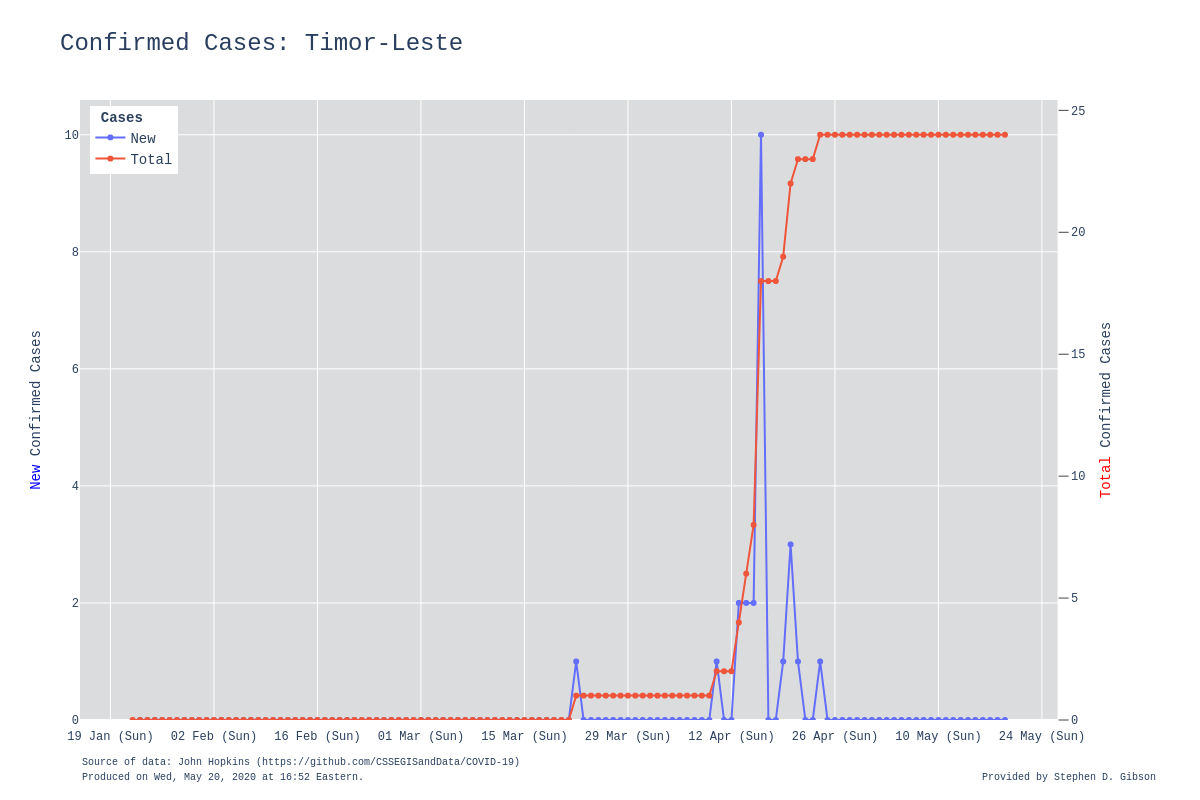 Confirmed Cases: Timor-Leste
Cases
New
Total
10
8
6
4
2
0
25
20
15
10
5
0
New Confirmed Cases
Total Confirmed Cases
19 Jan (Sun) 02 Feb (Sun) 16 Feb (Sun) 01 Mar (Sun) 15 Mar (Sun) 29 Mar (Sun) 12 Apr (Sun) 26 Apr (Sun) 10 May (Sun) 24 May (Sun)
Source of data: John Hopkins (https://github.com/CSSEGISandData/COVID-19)
Produced on Wed, May 20, 2020 at 16:52 Eastern.
Provided by Stephen D. Gibson